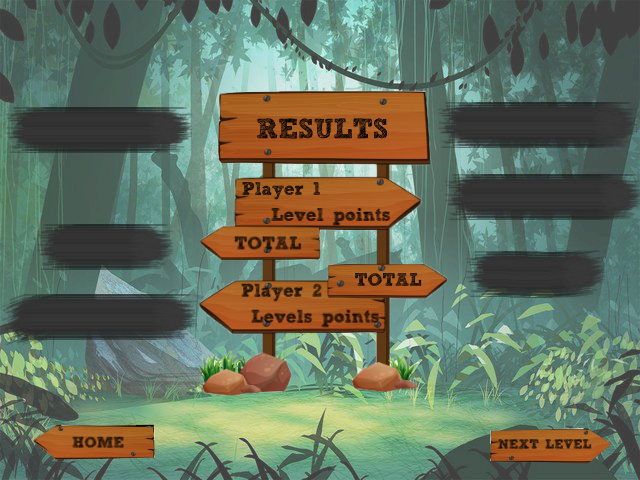 RESULTS
Player 1
Level points
TOTAL
TOTAL
Player 2
Levels points
HOME
NEXT LEVEL